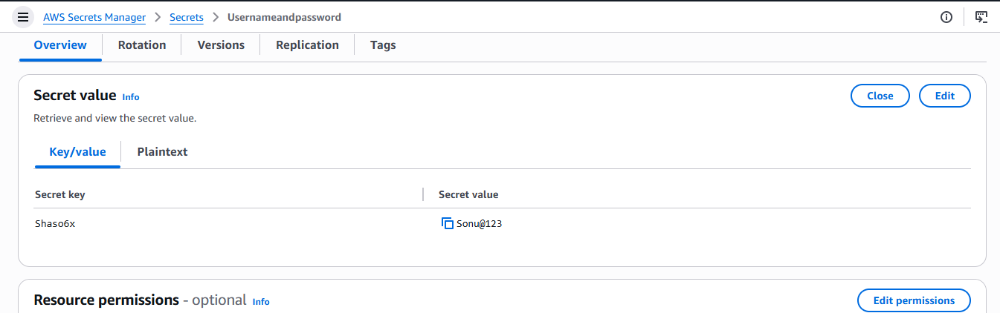 AWS Secrets Manager > Secrets > Usernameandpassword
Overview Rotation Versions Replication Tags
Secret value Info Close Edit
Retrieve and view the secret value.
Key/value Plaintext
Secret key Secret value
Shaso6x Sonu@123
Resource permissions - optional Info Edit permissions